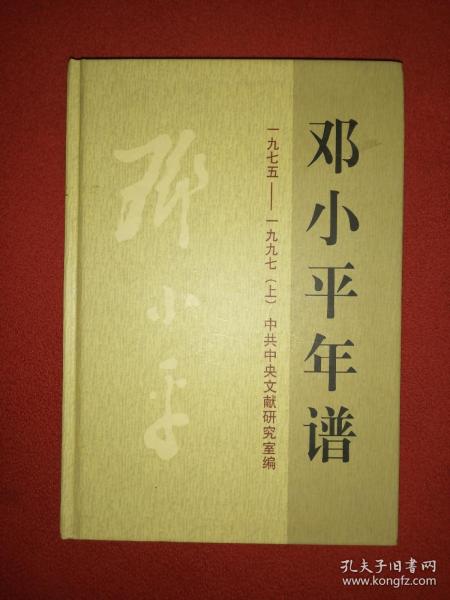 邓小平年谱
一九七五——一九九七（上） 中共中央文献研究室编
邓小平
孔夫子旧书网
www.kongfz.com